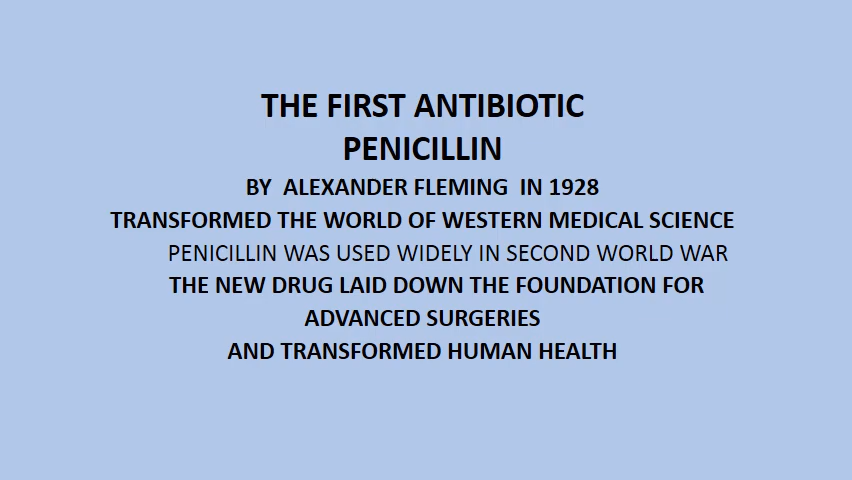 THE FIRST ANTIBIOTIC
PENICILLIN
BY ALEXANDER FLEMING IN 1928
TRANSFORMED THE WORLD OF WESTERN MEDICAL SCIENCE
PENICILLIN WAS USED WIDELY IN SECOND WORLD WAR
THE NEW DRUG LAID DOWN THE FOUNDATION FOR
ADVANCED SURGERIES
AND TRANSFORMED HUMAN HEALTH